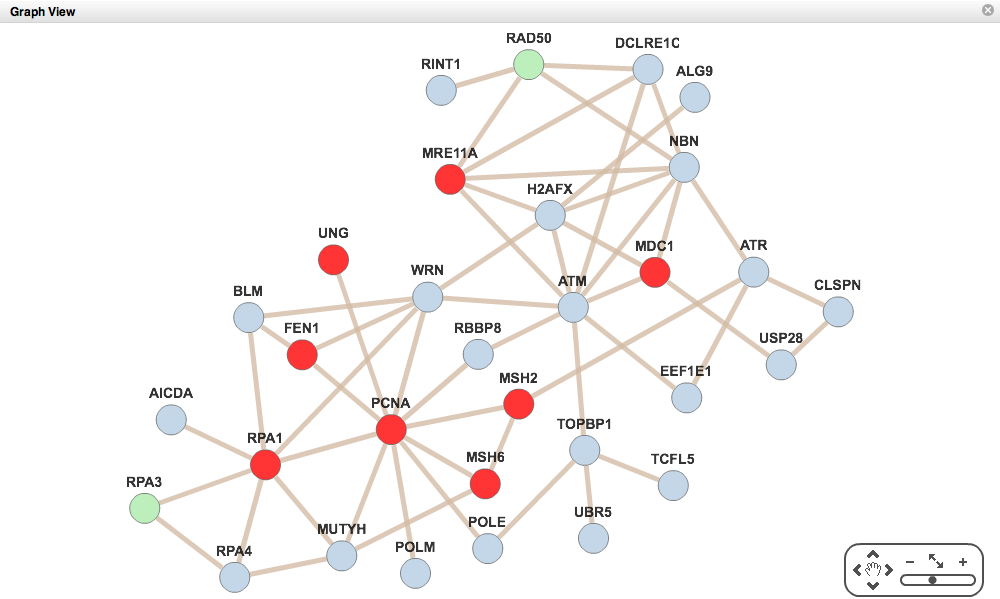 Graph View
RAD50
DCLRE1C
RINT1
ALG9
NBN
MRE11A
H2AFX
UNG
MDC1
ATR
WRN
ATM
CLSPN
BLM
FEN1
RBBP8
USP28
EEF1E1
MSH2
AICDA
PCNA
TOPBP1
RPA1
MSH6
TCFL5
RPA3
UBR5
POLE
MUTYH
POLM
RPA4